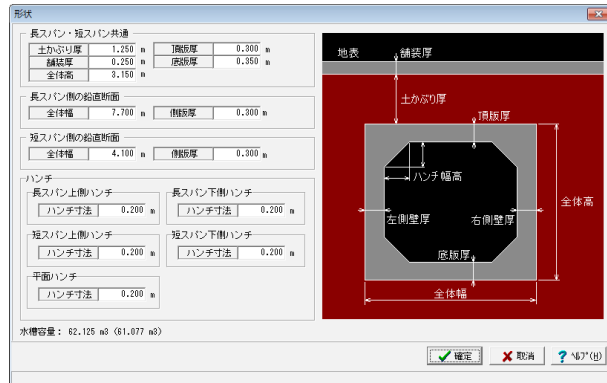 形状
長スパン・短スパン共通
土かぶり厚 1.250 m 頂版厚 0.300 m
舗装厚 0.250 m 底版厚 0.350 m
全体高 3.150 m
長スパン側の鉛直断面
全体幅 7.700 m 側版厚 0.300 m
短スパン側の鉛直断面
全体幅 4.100 m 側版厚 0.300 m
ハンチ
長スパン上側ハンチ 長スパン下側ハンチ
ハンチ寸法 0.200 m ハンチ寸法 0.200 m
短スパン上側ハンチ 短スパン下側ハンチ
ハンチ寸法 0.200 m ハンチ寸法 0.200 m
平面ハンチ
ハンチ寸法 0.200 m
水槽容量: 62.125 m3 (61.077 m3)
地表 舗装厚
土かぶり厚
頂版厚
ハンチ幅高
全体高
左側壁厚 右側壁厚
底版厚
全体幅
確定 取消 ? ﾍﾙﾌﾟ(H)